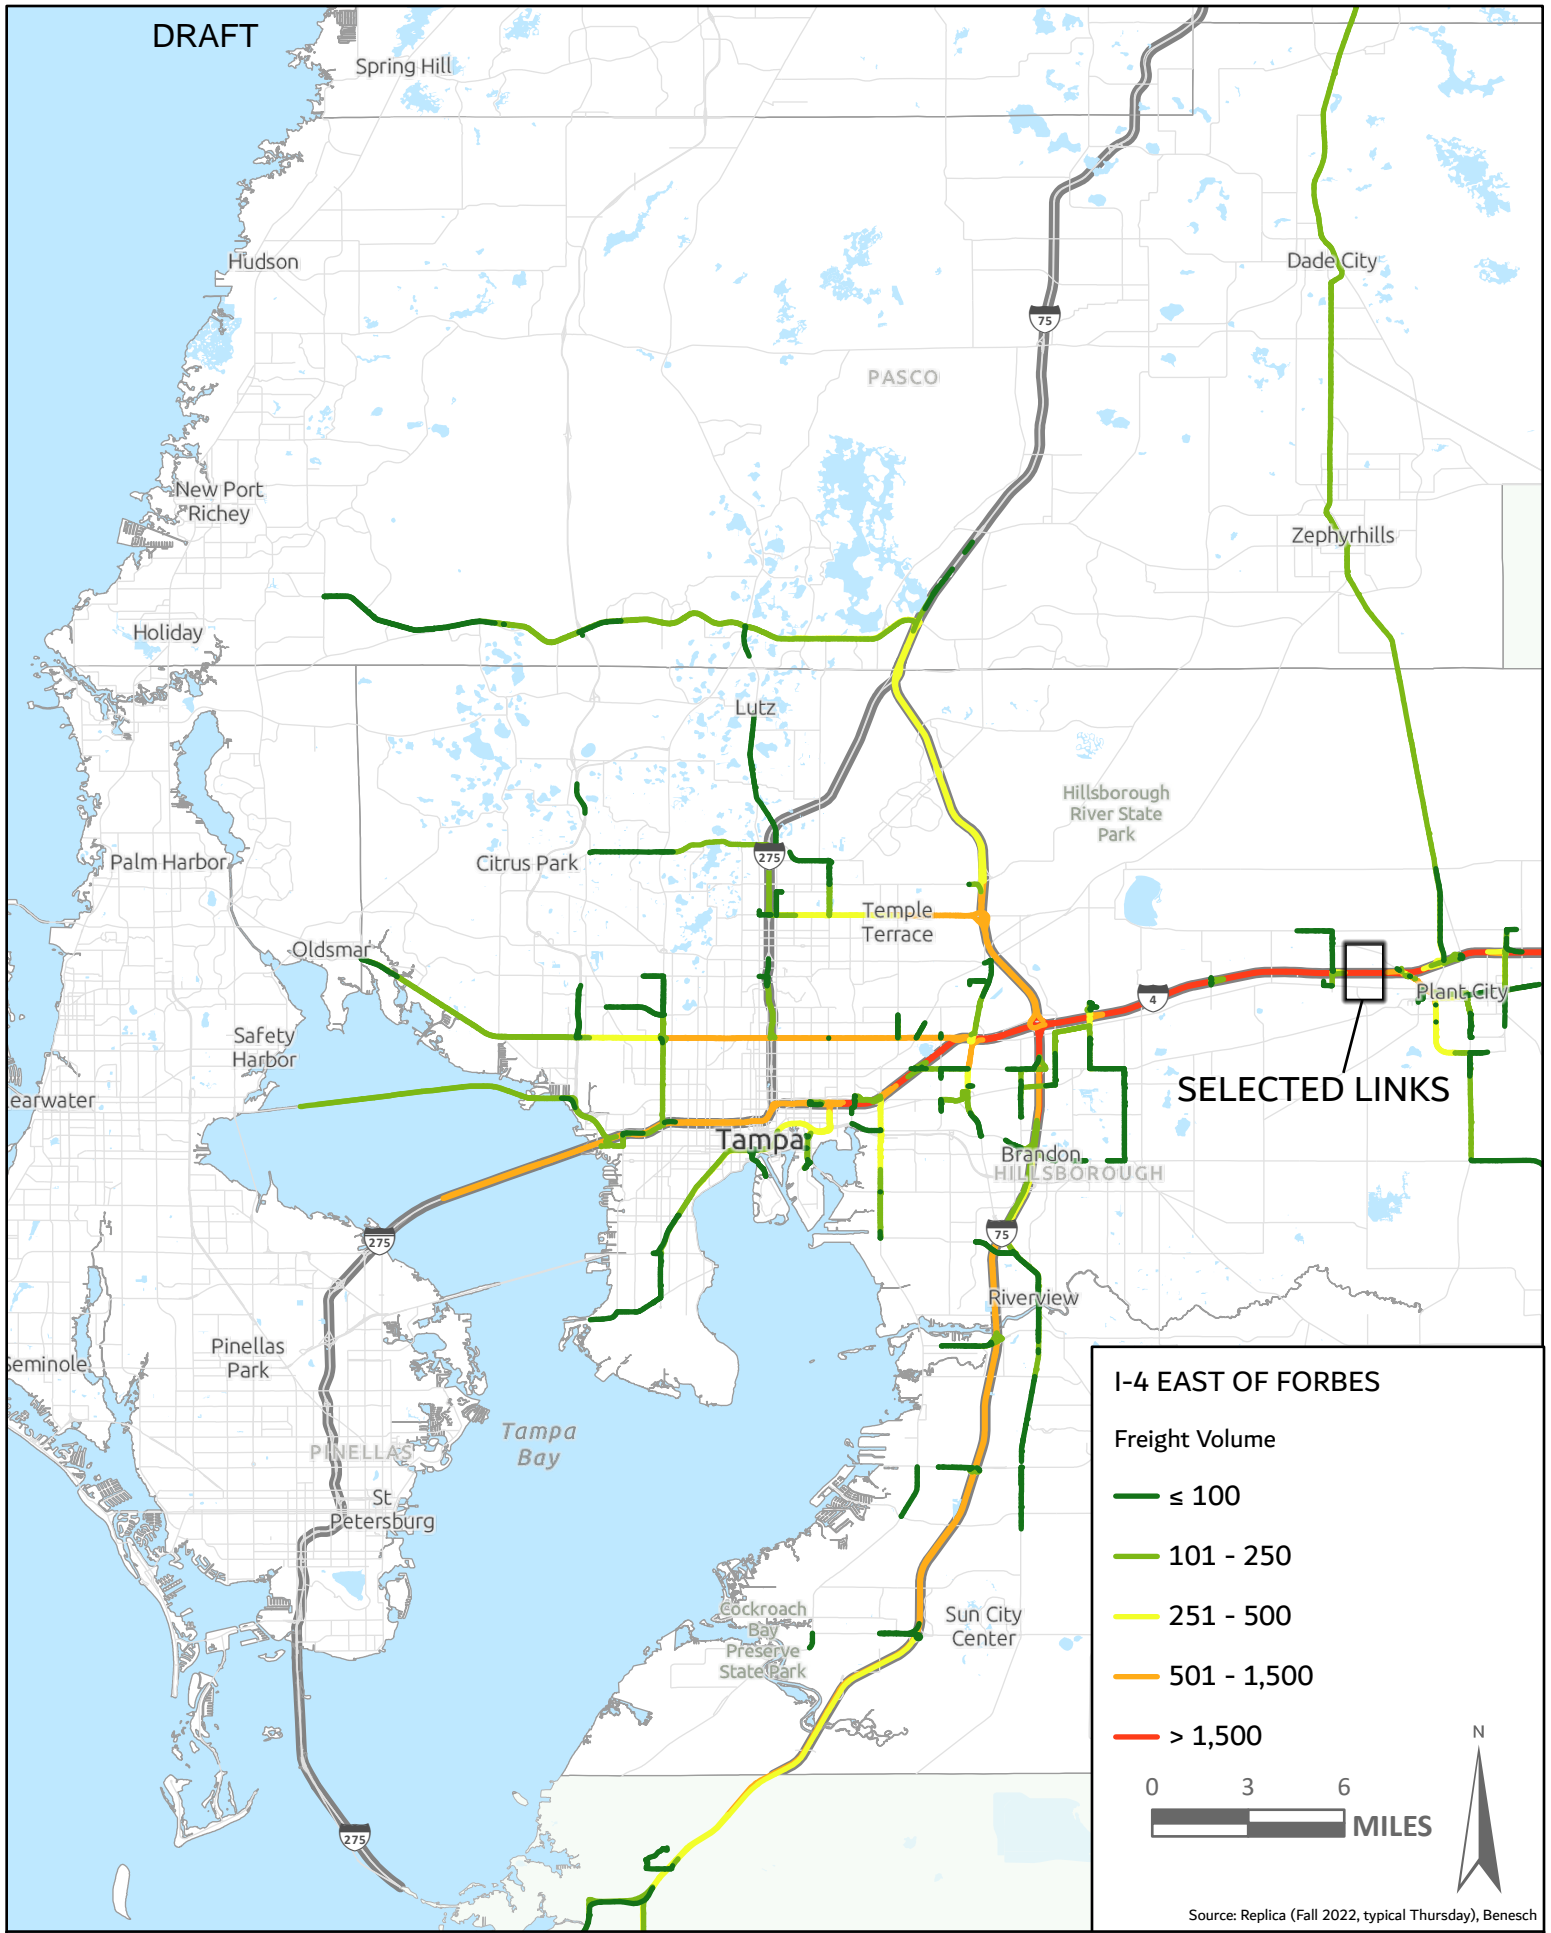 DRAFT
Spring Hill
Hudson
Dade City
75
PASCO
New Port
Richey
Zephyrhills
Holiday
Lutz
Hillsborough
River State
Park
Palm Harbor
Citrus Park
275
Temple
Terrace
Oldsmar
4
Plant City
Safety
Harbor
SELECTED LINKS
earwater
Tampa
Brandon
HILLSBOROUGH
75
275
Riverview
Pinellas
Park
Seminole
Tampa
Bay
PINELLAS
St
Petersburg
Cockroach
Bay
Preserve
State Park
Sun City
Center
275
I-4 EAST OF FORBES
Freight Volume
≤ 100
101 - 250
251 - 500
501 - 1,500
> 1,500
N
0 3 6
MILES
Source: Replica (Fall 2022, typical Thursday), Benesch